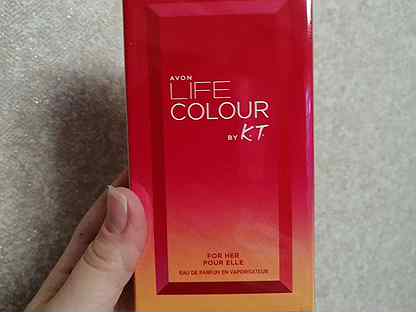 AVON
LIFE
COLOUR
BY K.T.
FOR HER
POUR ELLE
EAU DE PARFUM EN VAPORISATEUR